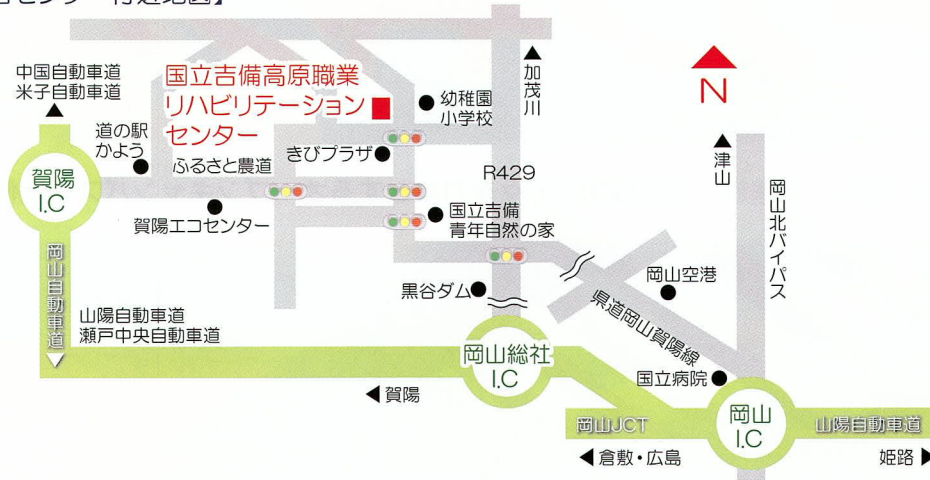 センター付近地図】
中国自動車道
米子自動車道
国立吉備高原職業
リハビリテーション
センター
幼稚園
小学校
加茂川
N
道の駅
かよう
ふるさと農道
きびプラザ
R429
津山
岡山北バイパス
賀陽
I.C
賀陽エコセンター
国立吉備
青年自然の家
岡山空港
黒谷ダム
県道岡山賀陽線
岡山自動車道
山陽自動車道
瀬戸中央自動車道
岡山総社
I.C
国立病院
賀陽
岡山JCT
岡山
I.C
山陽自動車道
倉敷・広島
姫路